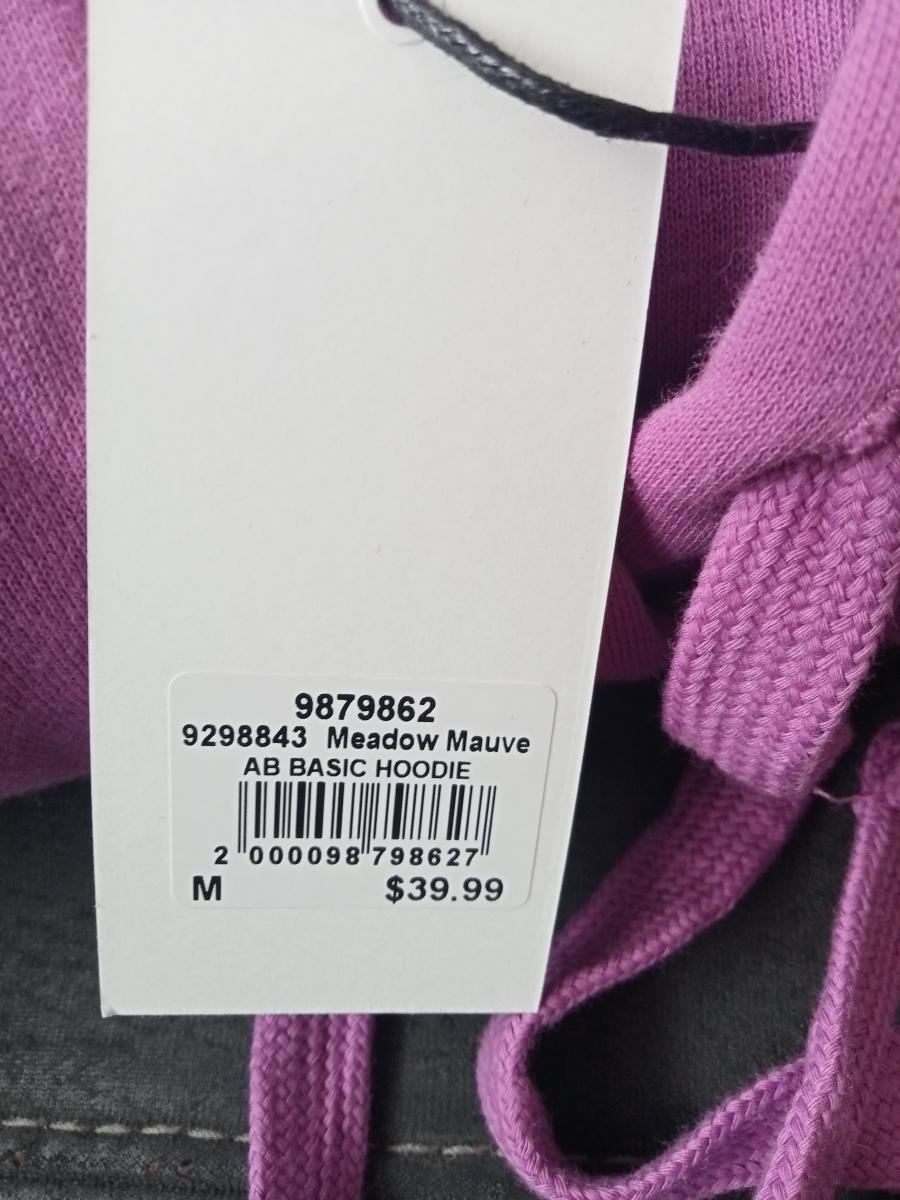 9879862
9298843 Meadow Mauve
AB BASIC HOODIE
2 000098 798627
M $39.99